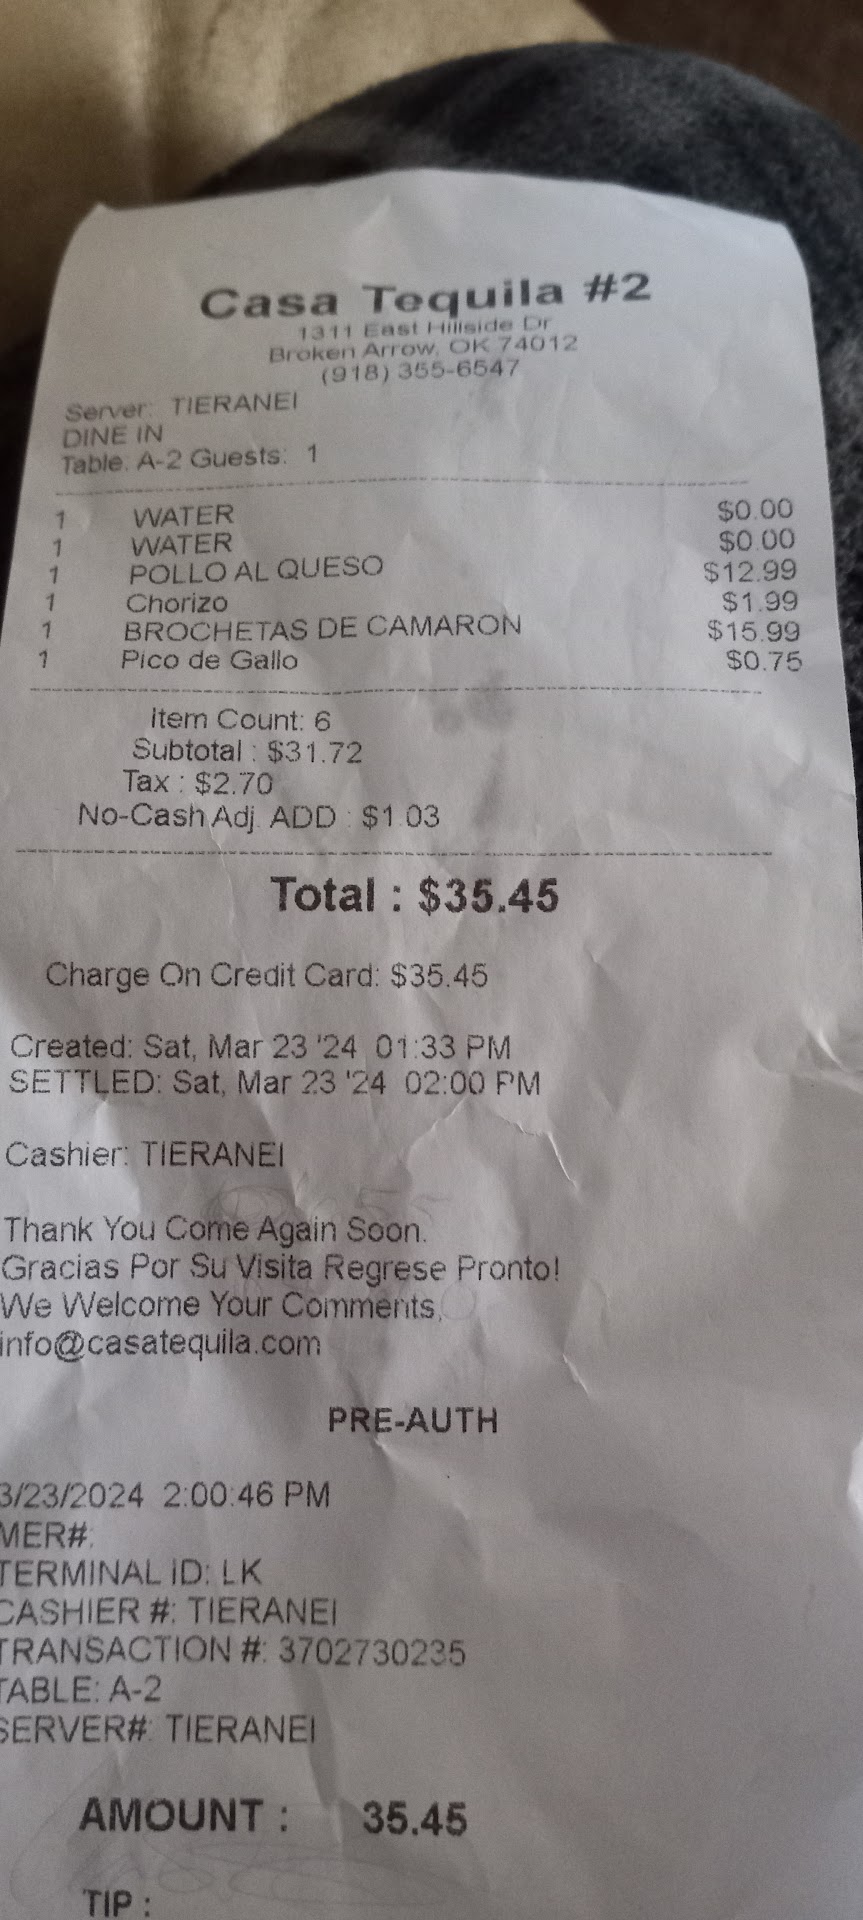 Casa Tequila #2
1311 East Hillside Dr
Broken Arrow, OK 74012
(918) 355-6547
Server: TIERANEI
DINE IN
Table: A-2 Guests: 1
1 WATER $0.00
1 WATER $0.00
1 POLLO AL QUESO $12.99
1 Chorizo $1.99
1 BROCHETAS DE CAMARON $15.99
1 Pico de Gallo $0.75
Item Count: 6
Subtotal : $31.72
Tax : $2.70
No-Cash Adj. ADD : $1.03
Total : $35.45
Charge On Credit Card: $35.45
Created: Sat, Mar 23 '24 01:33 PM
SETTLED: Sat, Mar 23 '24 02:00 PM
Cashier: TIERANEI
Thank You Come Again Soon.
Gracias Por Su Visita Regrese Pronto!
We Welcome Your Comments,
info@casatequila.com
PRE-AUTH
3/23/2024 2:00:46 PM
MER#:
TERMINAL ID: LK
CASHIER #: TIERANEI
TRANSACTION #: 3702730235
TABLE: A-2
SERVER#: TIERANEI
AMOUNT : 35.45
TIP :